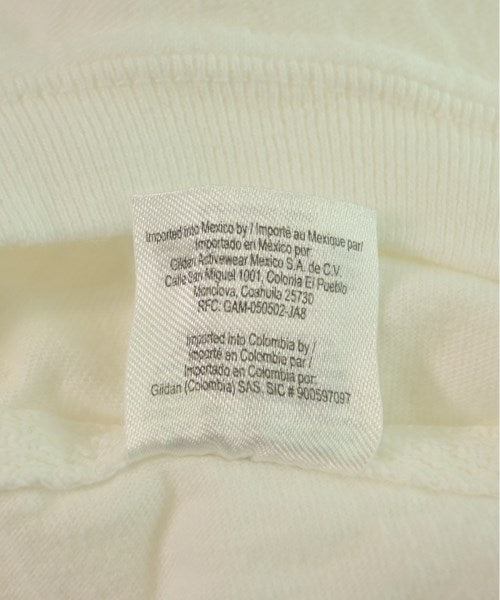 Imported into Mexico by / Importé au Mexique par/
Importado en México por:
Gildan Activewear Mexico S.A. de C.V.
Calle San Miguel 1001, Colonia El Pueblo
Monclova, Coahuila 25730
RFC: GAM-050502-JA8
Imported into Colombia by /
Importé en Colombie par /
Importado en Colombia por:
Gildan (Colombia) SAS. SIC # 900597097